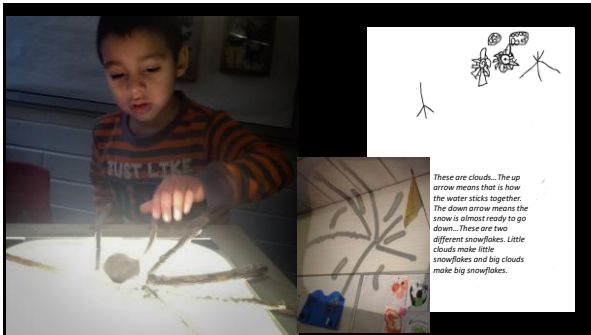 JUST LIKE
These are clouds...The up
arrow means that is how
the water sticks together.
The down arrow means the
snow is almost ready to go
down...These are two
different snowflakes. Little
clouds make little
snowflakes and big clouds
make big snowflakes.